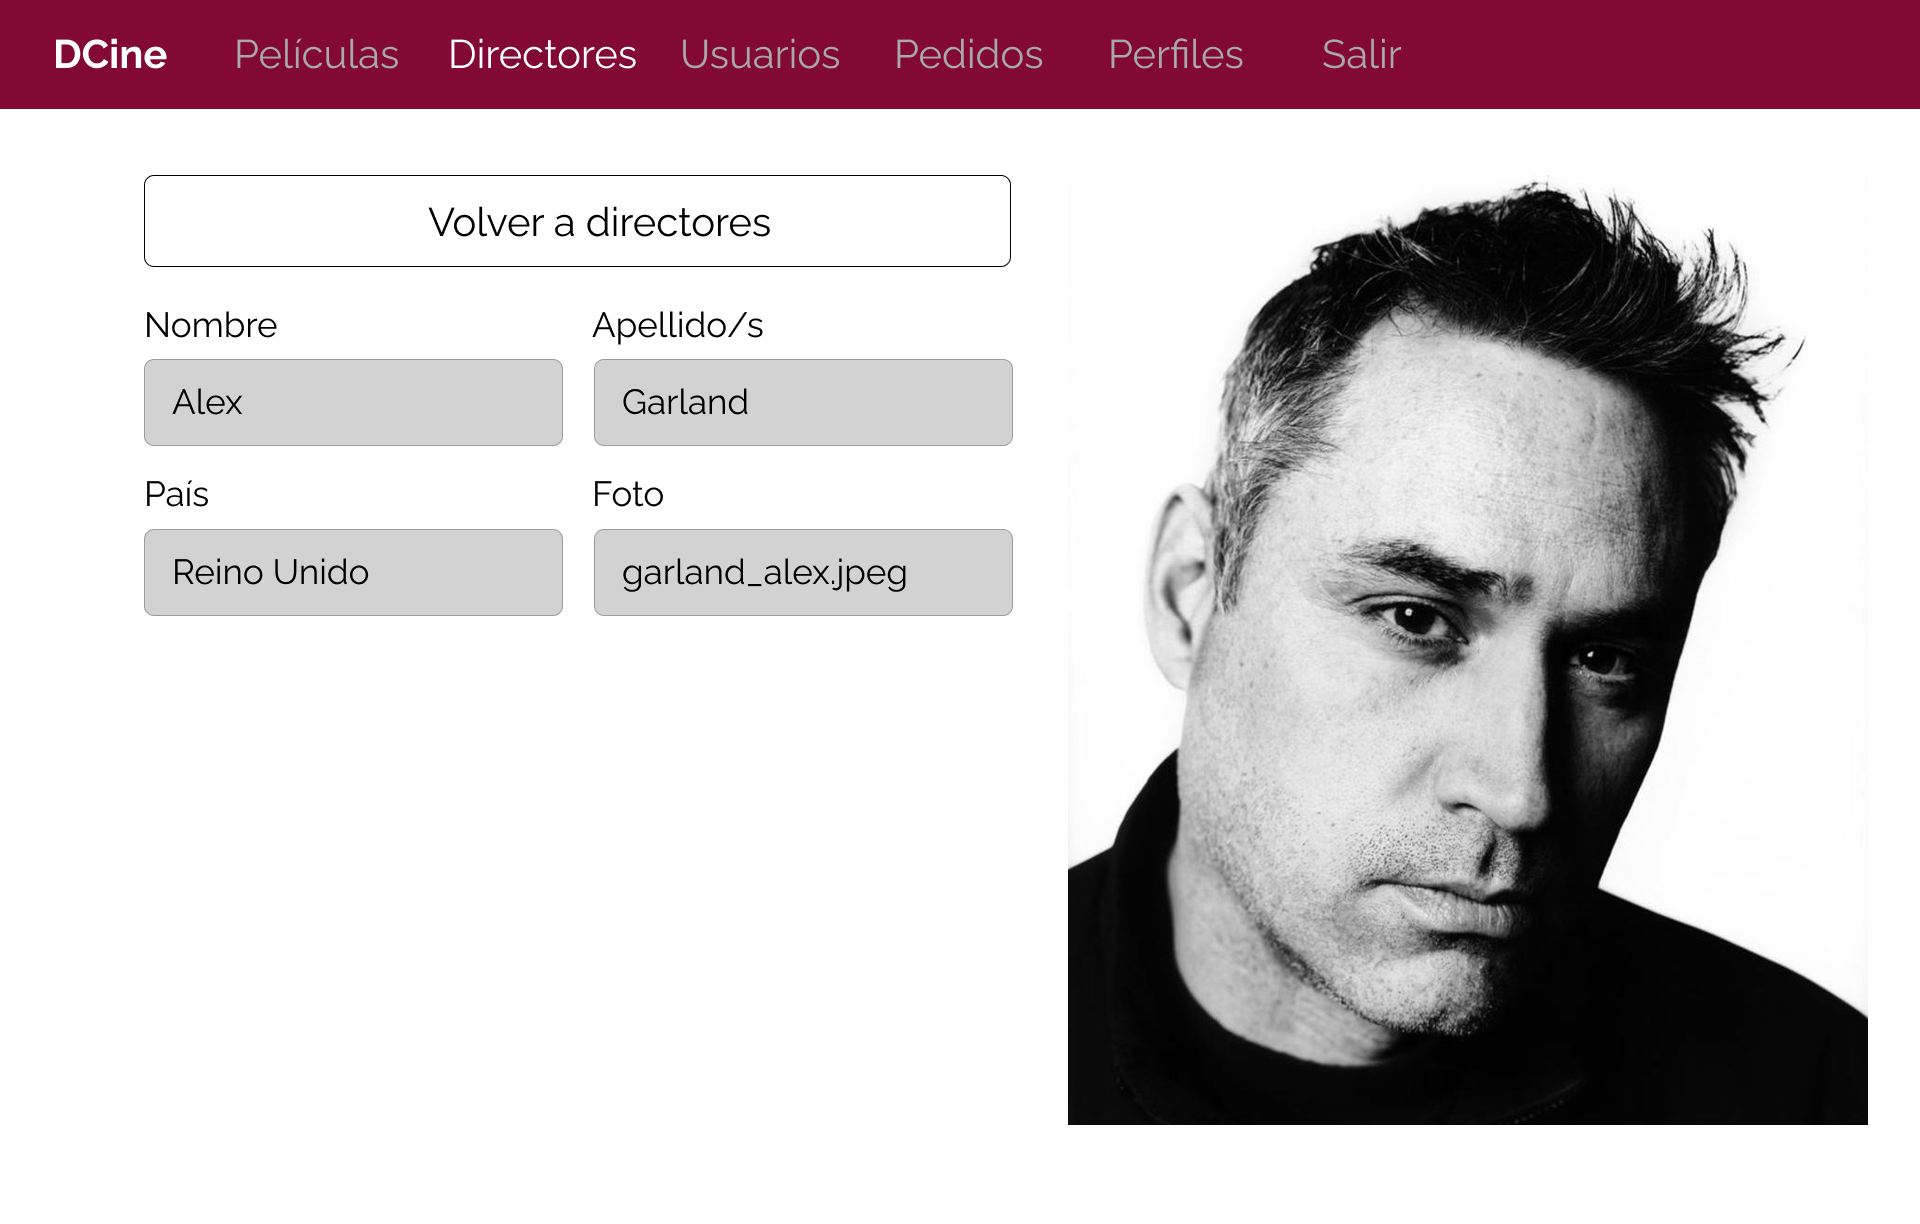 DCine Películas Directores Usuarios Pedidos Perfiles Salir
Volver a directores
Nombre Apellido/s
Alex Garland
País Foto
Reino Unido garland_alex.jpeg